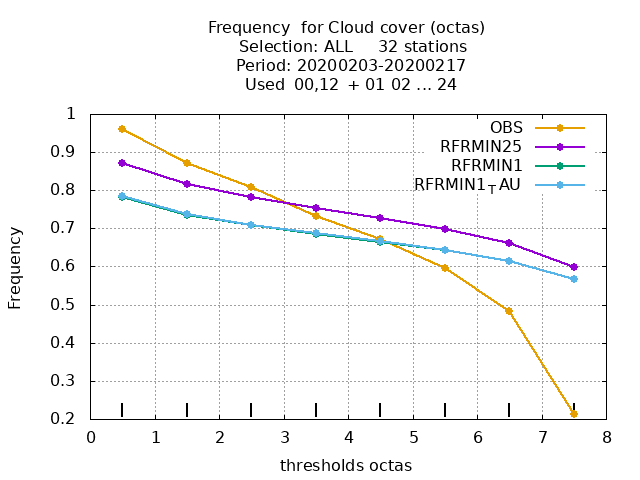 Frequency  for Cloud cover (octas)
Selection: ALL     32 stations
Period: 20200203-20200217
Used  00,12  + 01 02 ... 24
OBS
RFRMIN25
RFRMIN1
RFRMIN1_TAU
1
0.9
0.8
0.7
0.6
0.5
0.4
0.3
0.2
Frequency
0 1 2 3 4 5 6 7 8
thresholds octas